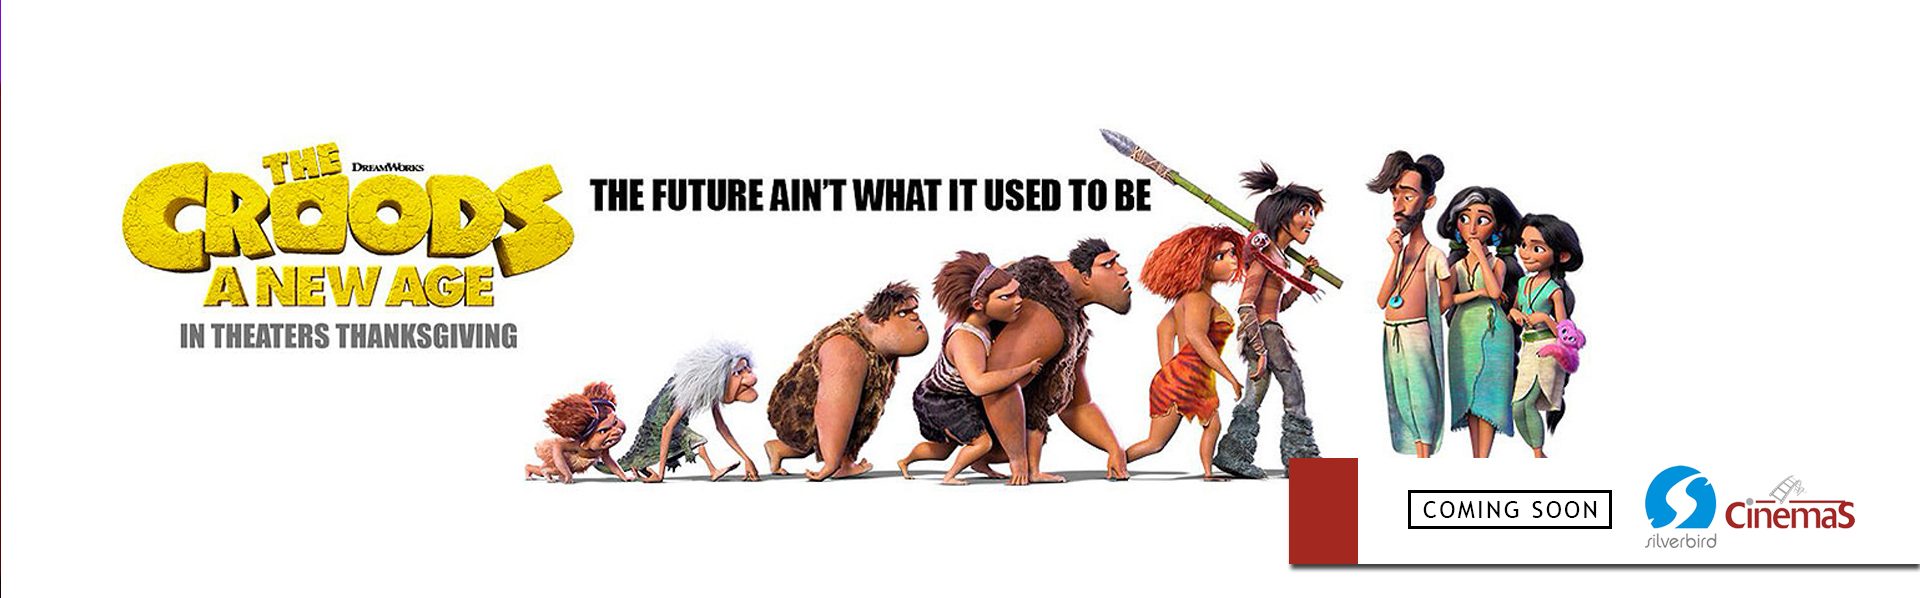 THE
DREAMWORKS
CROODS
A NEW AGE
IN THEATERS THANKSGIVING
THE FUTURE AIN'T WHAT IT USED TO BE
COMING SOON
silverbird
CinemaS